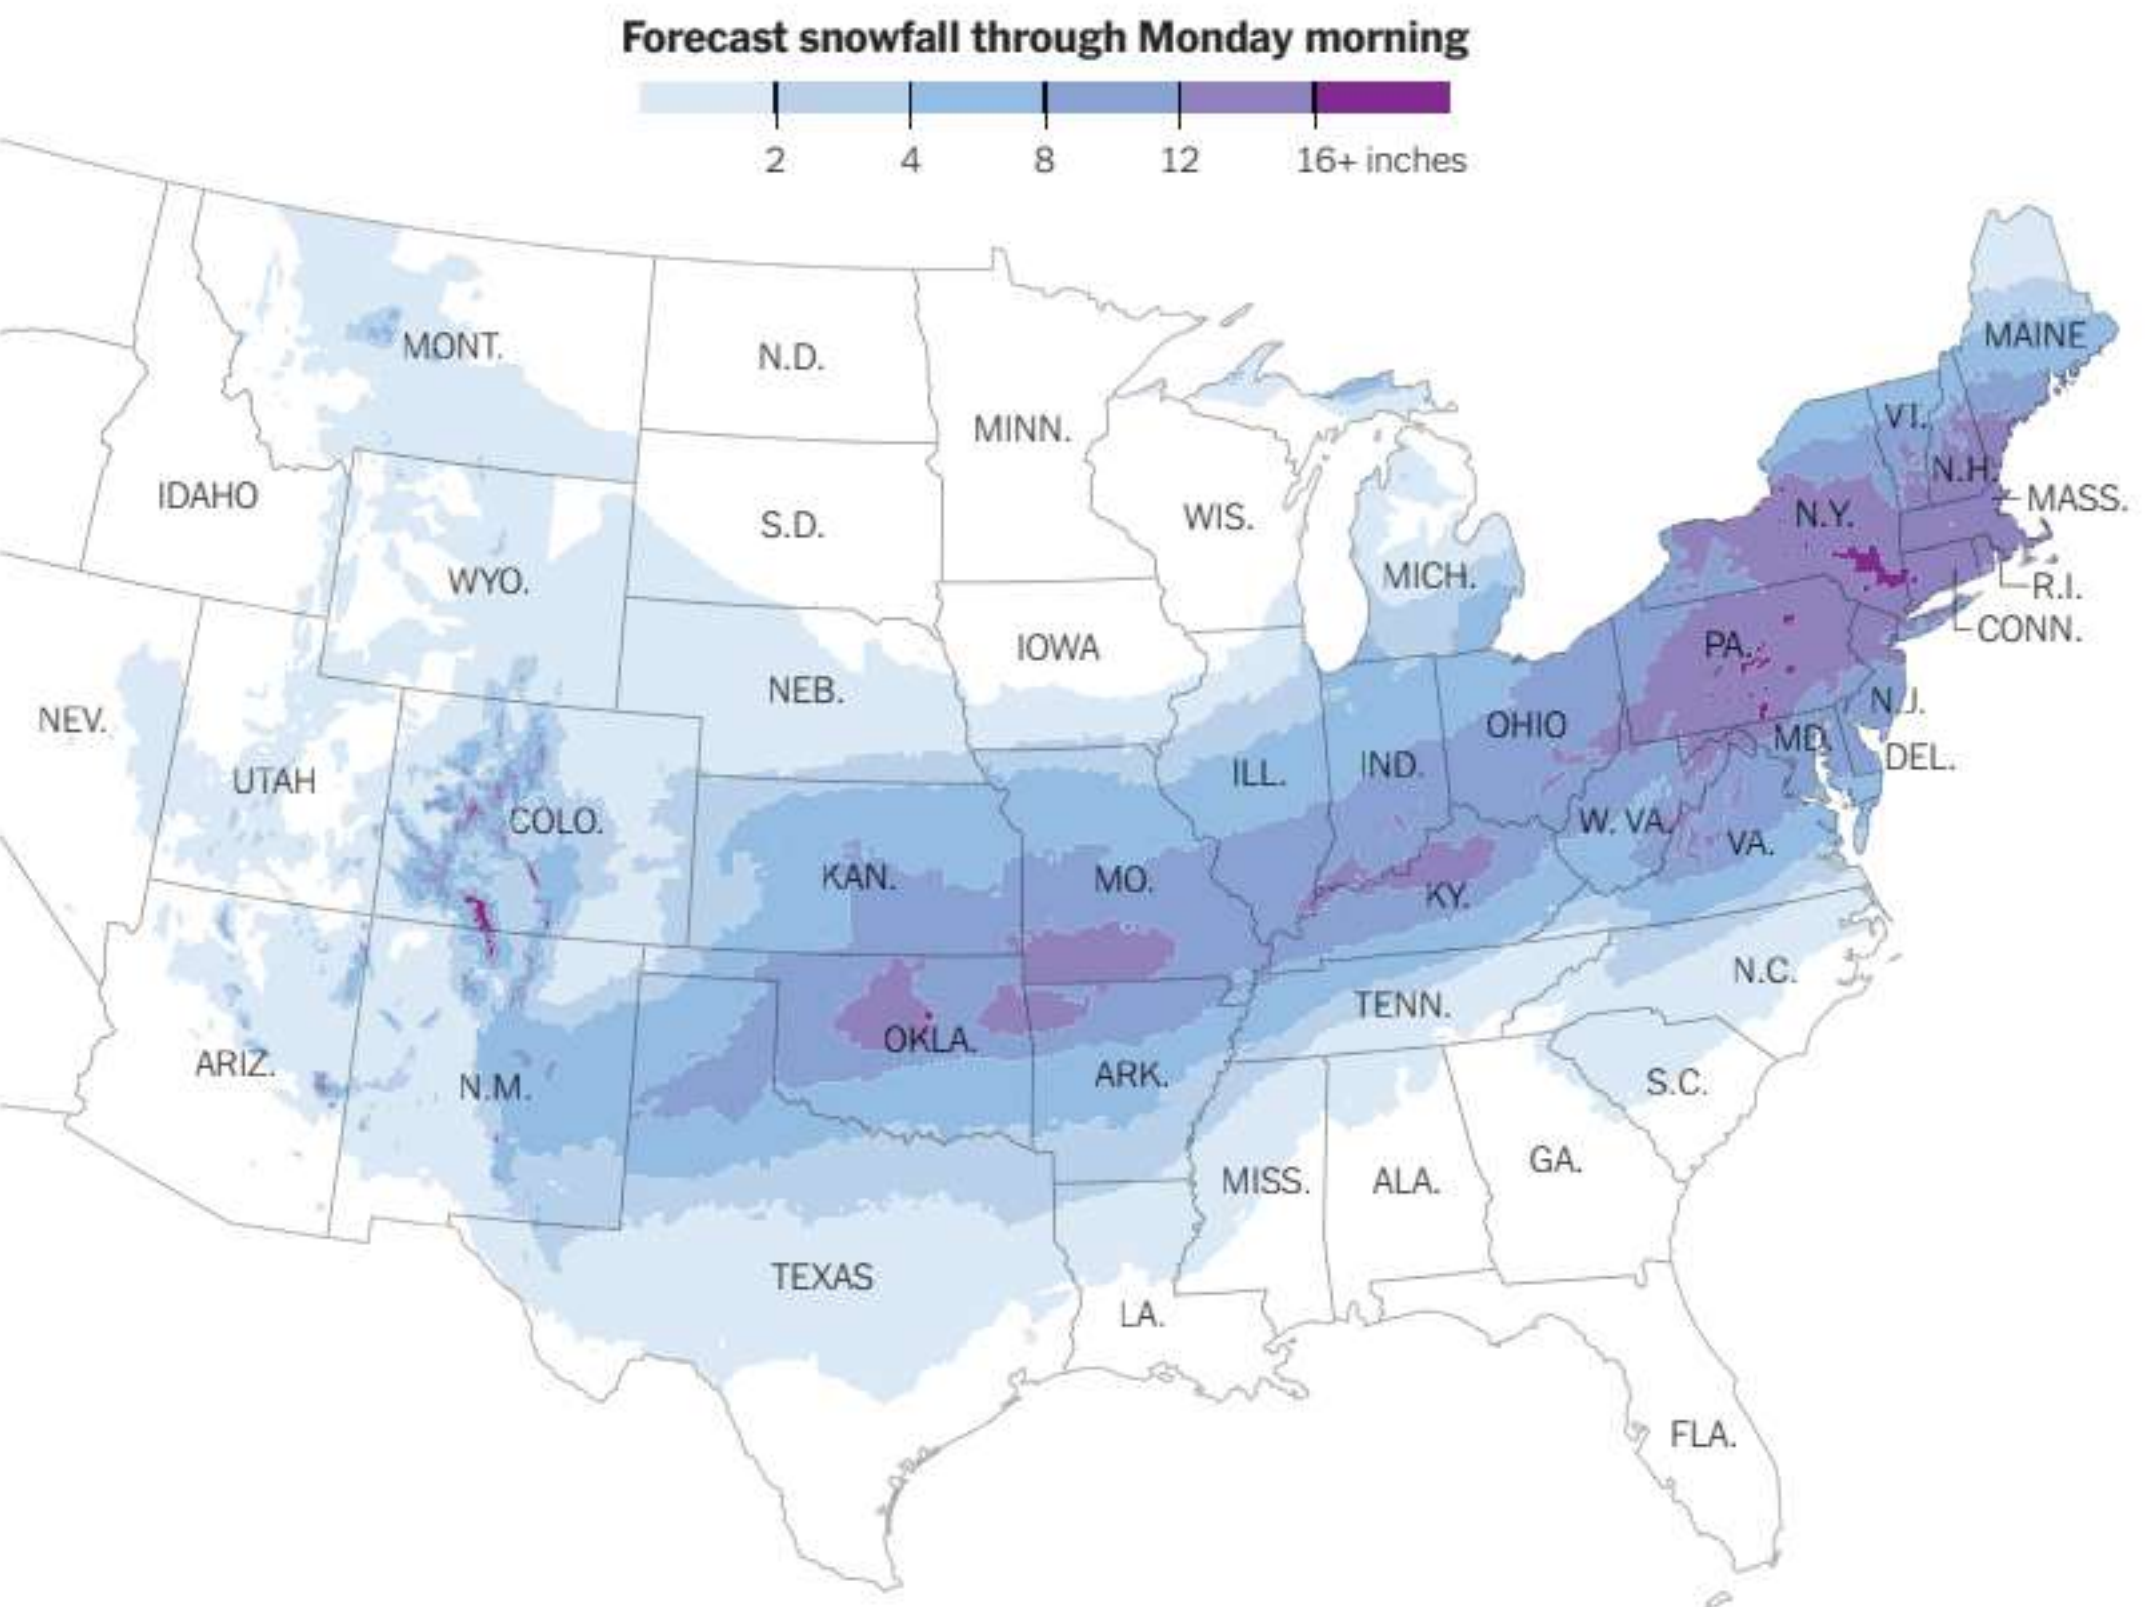 Forecast snowfall through Monday morning
2 4 8 12 16+ inches
MAINE
MONT.
N.D.
MINN.
VT.
N.H.
IDAHO
MASS.
S.D.
WIS.
N.Y.
WYO.
MICH.
R.I.
CONN.
IOWA
PA.
NEB.
N.J.
NEV.
OHIO
MD.
DEL.
UTAH
ILL.
IND.
COLO.
W. VA.
VA.
KAN.
MO.
KY.
N.C.
TENN.
OKLA.
ARIZ.
N.M.
ARK.
S.C.
MISS.
ALA.
GA.
TEXAS
LA.
FLA.